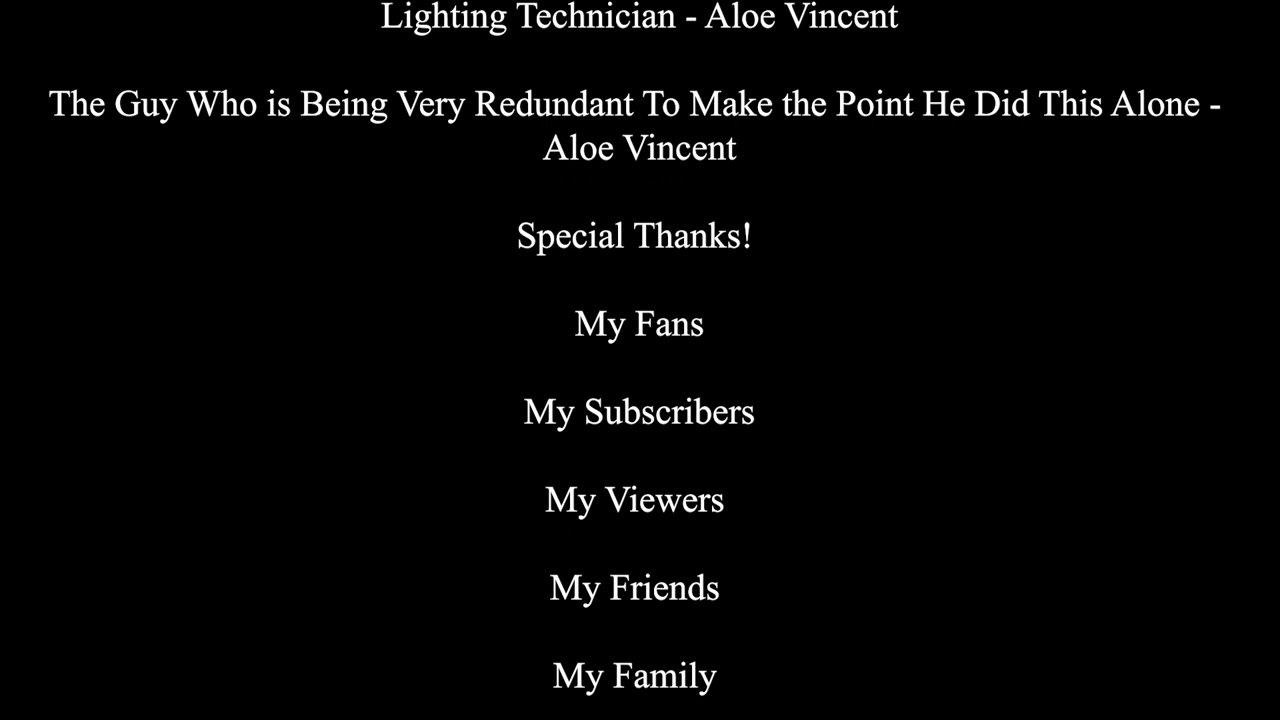 Lighting Technician - Aloe Vincent
The Guy Who is Being Very Redundant To Make the Point He Did This Alone -
Aloe Vincent
Special Thanks!
My Fans
My Subscribers
My Viewers
My Friends
My Family